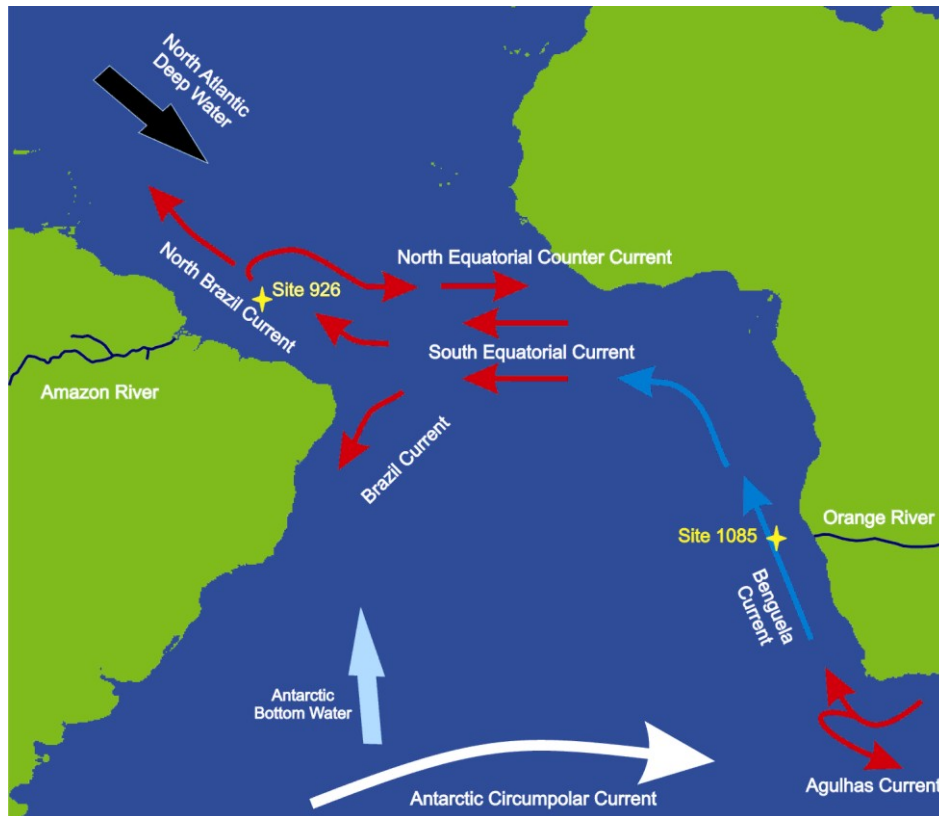 North Atlantic
Deep Water
North Equatorial Counter Current
North Brazil Current
Site 926
South Equatorial Current
Amazon River
Brazil Current
Orange River
Site 1085
Benguela
Current
Antarctic
Bottom Water
Agulhas Current
Antarctic Circumpolar Current